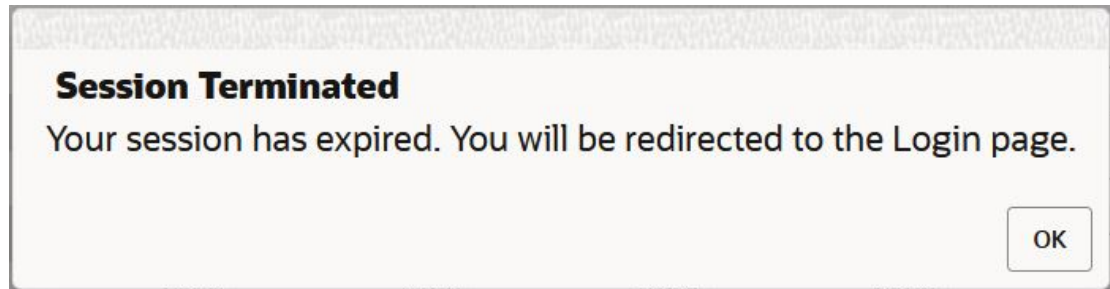 Session Terminated
Your session has expired. You will be redirected to the Login page.
OK